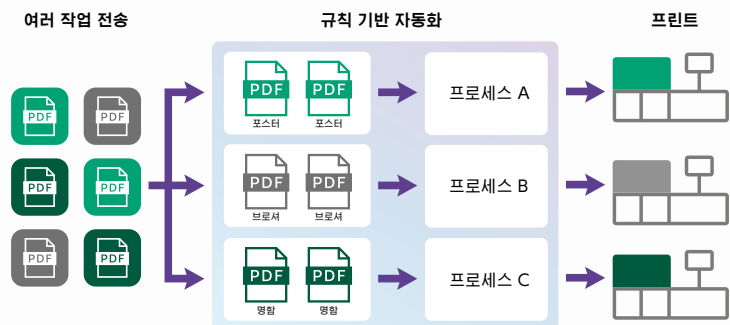 여러 작업 전송
규칙 기반 자동화
프린트
PDF PDF
PDF PDF
PDF PDF
PDF PDF
포스터 포스터
프로세스 A
PDF PDF
브로셔 브로셔
프로세스 B
PDF PDF
명함 명함
프로세스 C